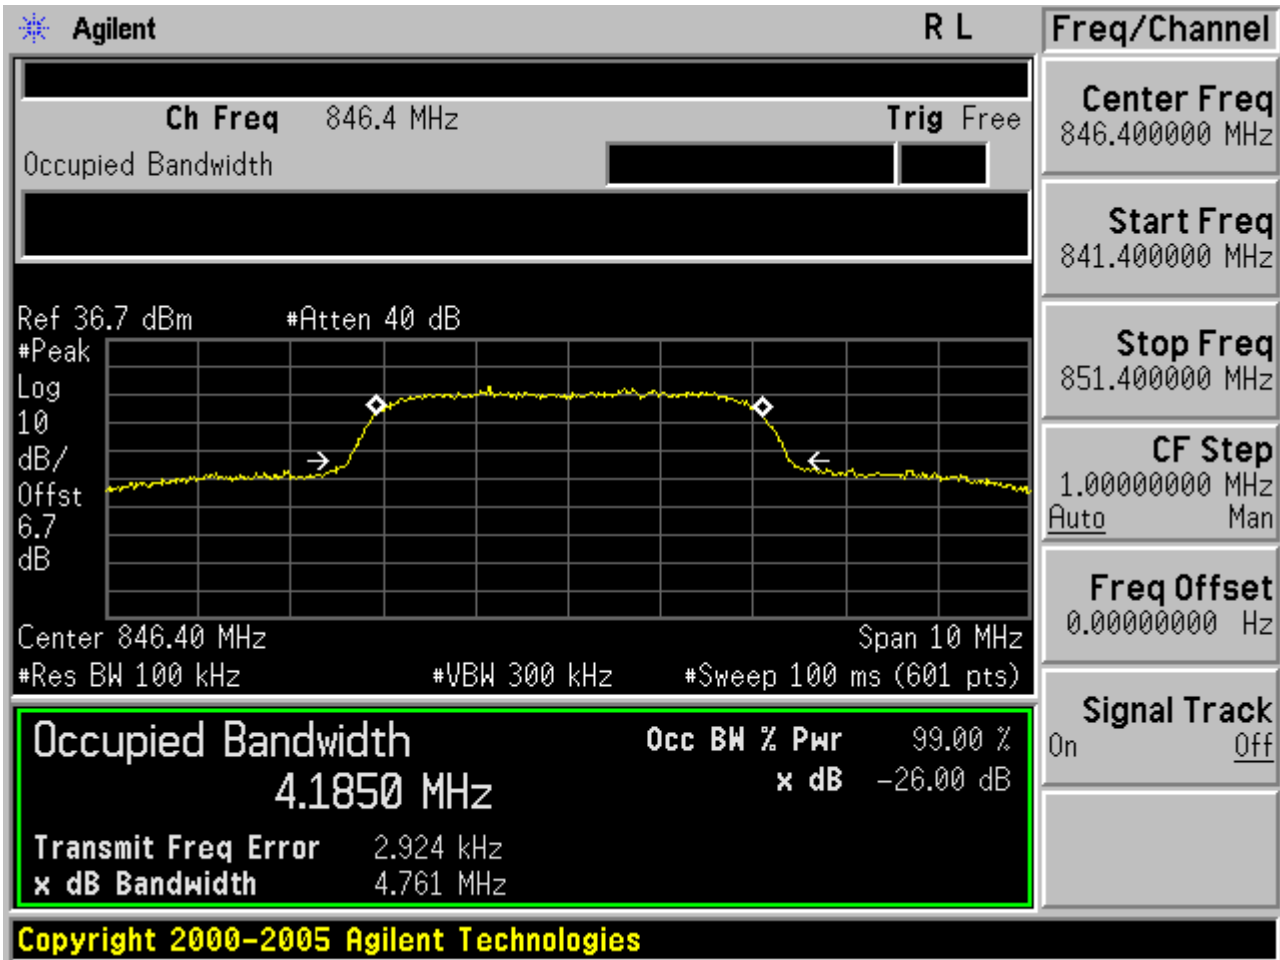 Agilent R L Freq/Channel
Ch Freq 846.4 MHz Trig Free
Occupied Bandwidth
Center Freq
846.400000 MHz
Start Freq
841.400000 MHz
Stop Freq
851.400000 MHz
CF Step
1.00000000 MHz
Auto Man
Freq Offset
0.00000000 Hz
Signal Track
On Off
Ref 36.7 dBm #Atten 40 dB
#Peak
Log
10
dB/
Offst
6.7
dB
Center 846.40 MHz Span 10 MHz
#Res BW 100 kHz #VBW 300 kHz #Sweep 100 ms (601 pts)
Occupied Bandwidth Occ BW % Pwr 99.00 %
4.1850 MHz x dB -26.00 dB
Transmit Freq Error 2.924 kHz
x dB Bandwidth 4.761 MHz
Copyright 2000-2005 Agilent Technologies